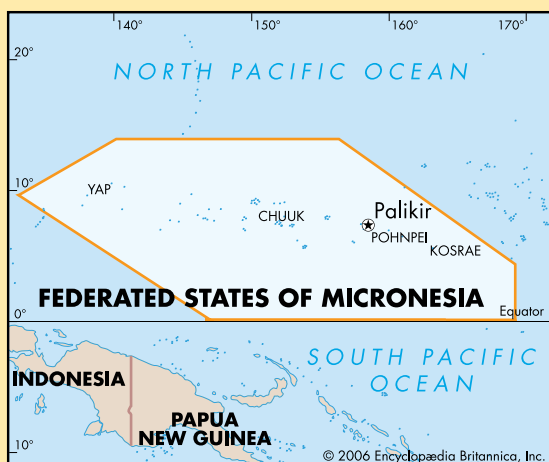 140° 150° 160° 170°
20°
NORTH PACIFIC OCEAN
10°
YAP
CHUUK
Palikir
POHNPEI
KOSRAE
FEDERATED STATES OF MICRONESIA
0°
Equator
SOUTH PACIFIC
OCEAN
INDONESIA
PAPUA
NEW GUINEA
10°
© 2006 Encyclopædia Britannica, Inc.